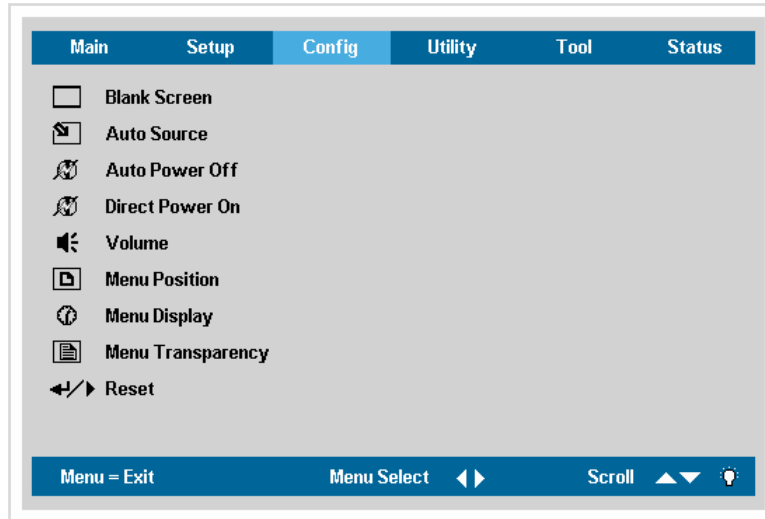 Main Setup Config Utility Tool Status
Blank Screen
Auto Source
Auto Power Off
Direct Power On
Volume
Menu Position
Menu Display
Menu Transparency
Reset
Menu = Exit Menu Select Scroll